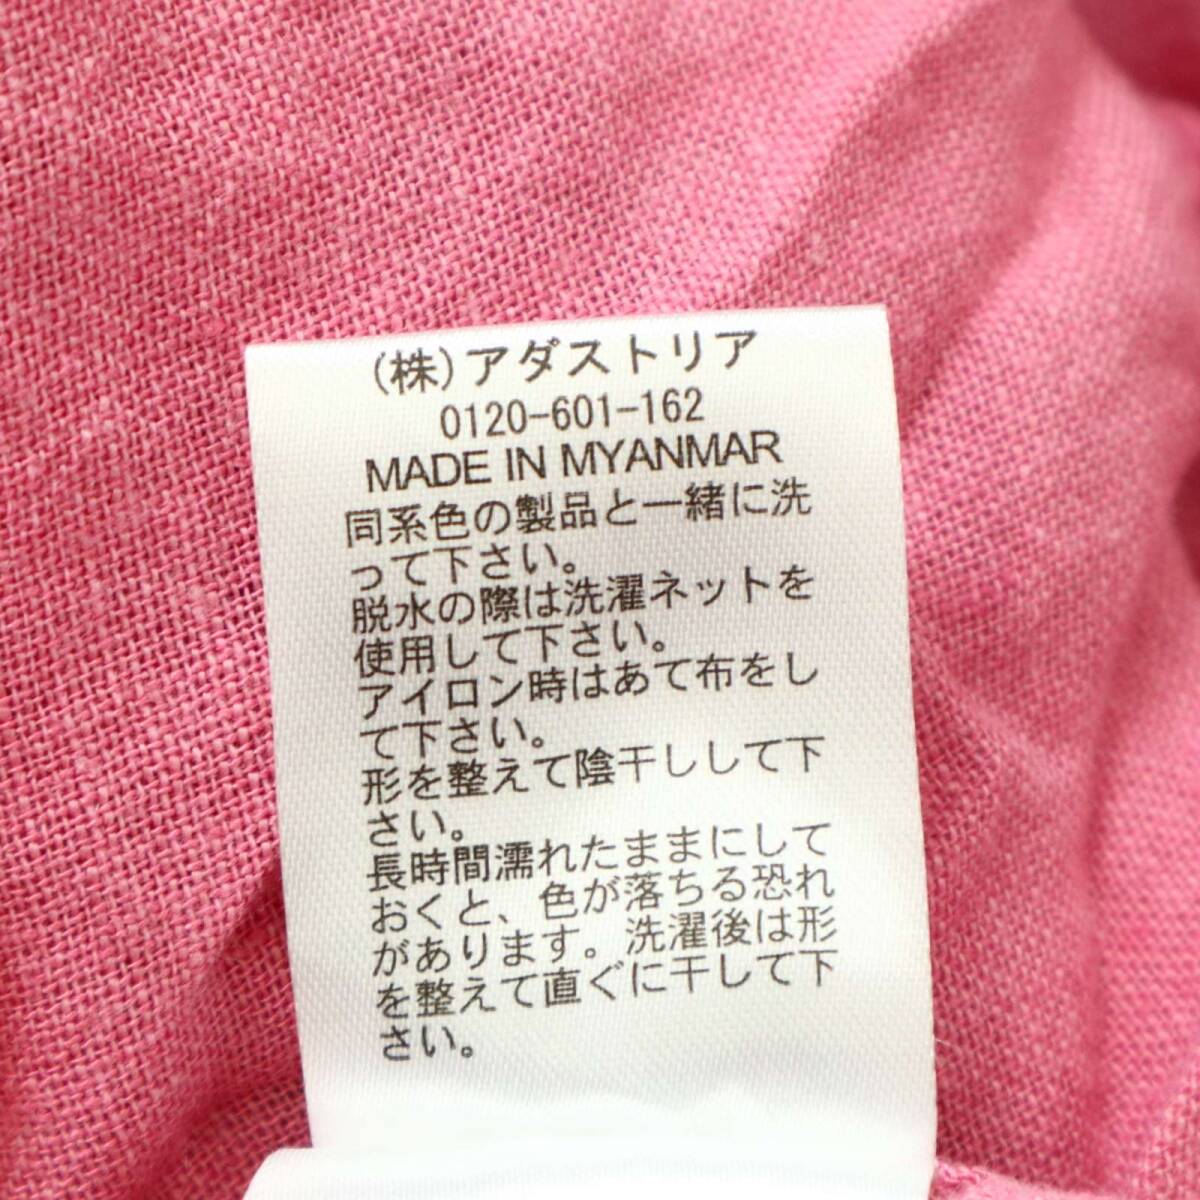 (株)アダストリア
0120-601-162
MADE IN MYANMAR
同系色の製品と一緒に洗
って下さい。
脱水の際は洗濯ネットを
使用して下さい。
アイロン時はあて布をし
て下さい。
形を整えて陰干しして下
さい。
長時間濡れたままにして
おくと、色が落ちる恐れ
があります。洗濯後は形
を整えて直ぐに干して下
さい。